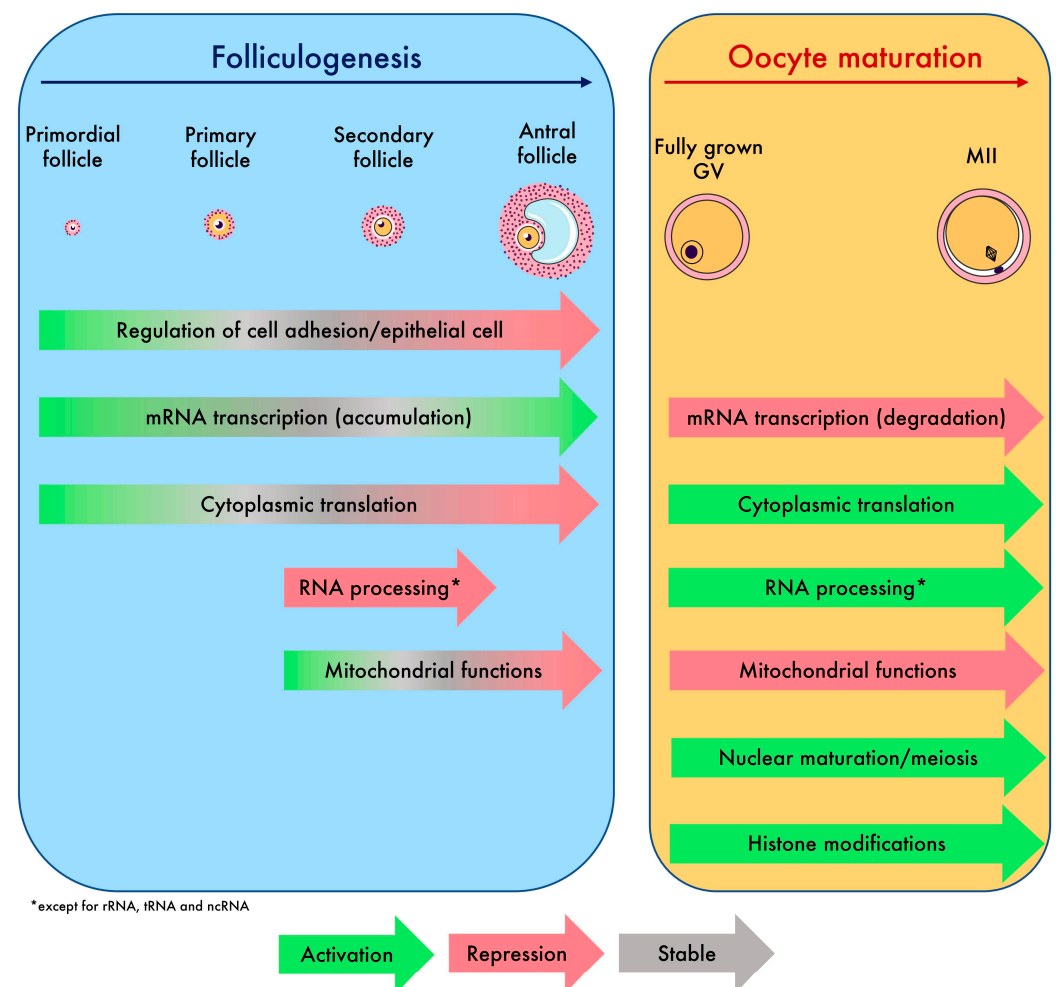 Folliculogenesis
Primordial
follicle
Primary
follicle
Secondary
follicle
Antral
follicle
Regulation of cell adhesion/epithelial cell
mRNA transcription (accumulation)
Cytoplasmic translation
RNA processing*
Mitochondrial functions
Oocyte maturation
Fully grown
GV
MII
mRNA transcription (degradation)
Cytoplasmic translation
RNA processing*
Mitochondrial functions
Nuclear maturation/meiosis
Histone modifications
*except for rRNA, tRNA and ncRNA
Activation
Repression
Stable